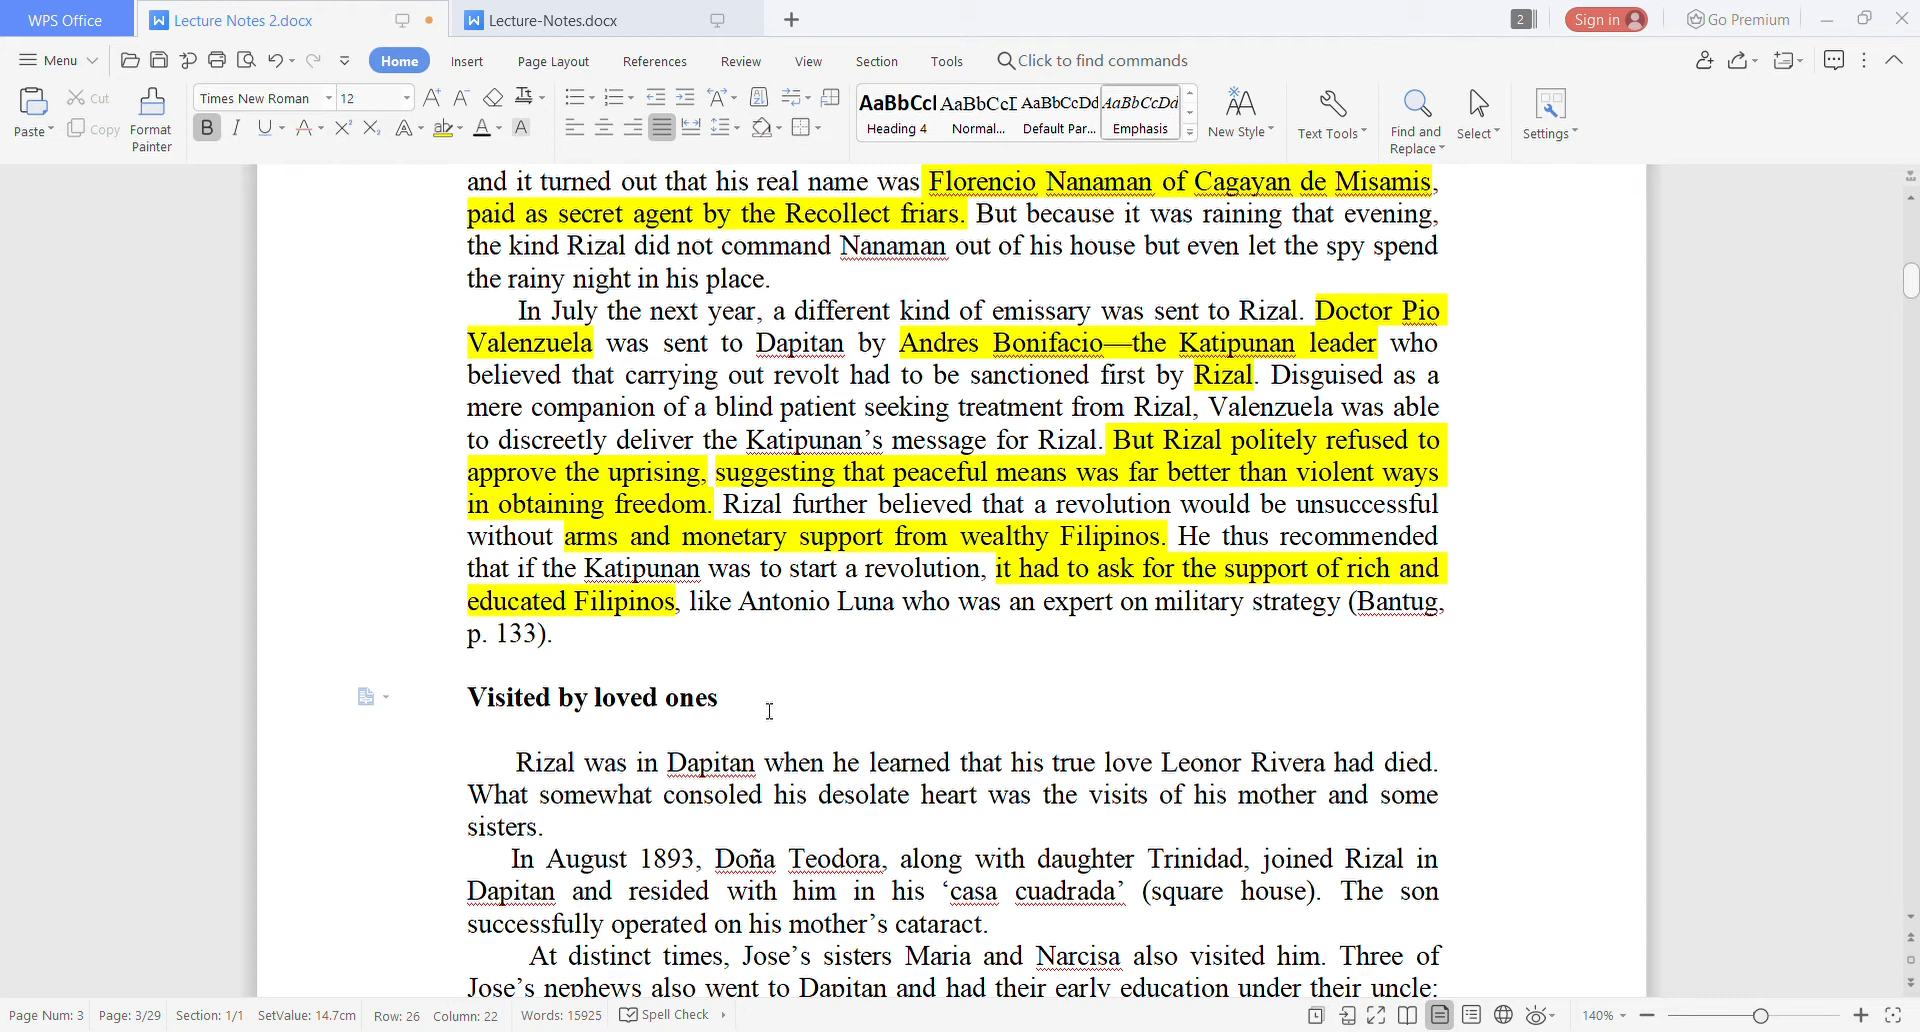 WPS Office
Lecture Notes 2.docx
Lecture-Notes.docx
2
Sign in
Go Premium
Menu
Home
Insert
Page Layout
References
Review
View
Section
Tools
Click to find commands
Paste
Cut
Copy
Format Painter
Times New Roman
12
AaBbCcI AaBbCcI AaBbCcDd AaBbCcDd
Heading 4
Normal...
Default Par...
Emphasis
New Style
Text Tools
Find and Replace
Select
Settings
and it turned out that his real name was Florencio Nanaman of Cagayan de Misamis,
paid as secret agent by the Recollect friars. But because it was raining that evening,
the kind Rizal did not command Nanaman out of his house but even let the spy spend
the rainy night in his place.
In July the next year, a different kind of emissary was sent to Rizal. Doctor Pio
Valenzuela was sent to Dapitan by Andres Bonifacio—the Katipunan leader who
believed that carrying out revolt had to be sanctioned first by Rizal. Disguised as a
mere companion of a blind patient seeking treatment from Rizal, Valenzuela was able
to discreetly deliver the Katipunan’s message for Rizal. But Rizal politely refused to
approve the uprising, suggesting that peaceful means was far better than violent ways
in obtaining freedom. Rizal further believed that a revolution would be unsuccessful
without arms and monetary support from wealthy Filipinos. He thus recommended
that if the Katipunan was to start a revolution, it had to ask for the support of rich and
educated Filipinos, like Antonio Luna who was an expert on military strategy (Bantug,
p. 133).
Visited by loved ones
Rizal was in Dapitan when he learned that his true love Leonor Rivera had died.
What somewhat consoled his desolate heart was the visits of his mother and some
sisters.
In August 1893, Doña Teodora, along with daughter Trinidad, joined Rizal in
Dapitan and resided with him in his ‘casa cuadrada’ (square house). The son
successfully operated on his mother’s cataract.
At distinct times, Jose’s sisters Maria and Narcisa also visited him. Three of
Jose’s nephews also went to Dapitan and had their early education under their uncle:
Page Num: 3
Page: 3/29
Section: 1/1
SetValue: 14.7cm
Row: 26
Column: 22
Words: 15925
Spell Check
140%